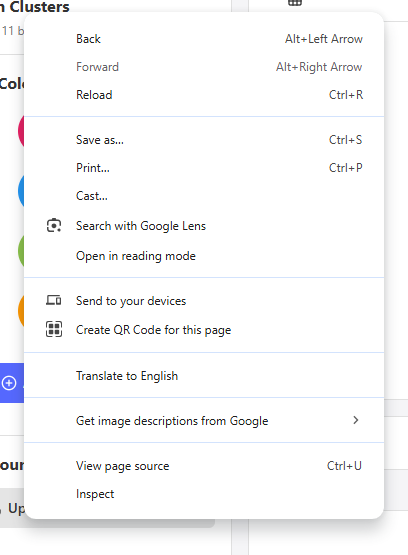 n Clusters
11 b
Back Alt+Left Arrow
Forward Alt+Right Arrow
Reload Ctrl+R
Colo
Save as... Ctrl+S
Print... Ctrl+P
Cast...
Search with Google Lens
Open in reading mode
Send to your devices
Create QR Code for this page
Translate to English
Get image descriptions from Google
View page source Ctrl+U
our
Inspect
Up